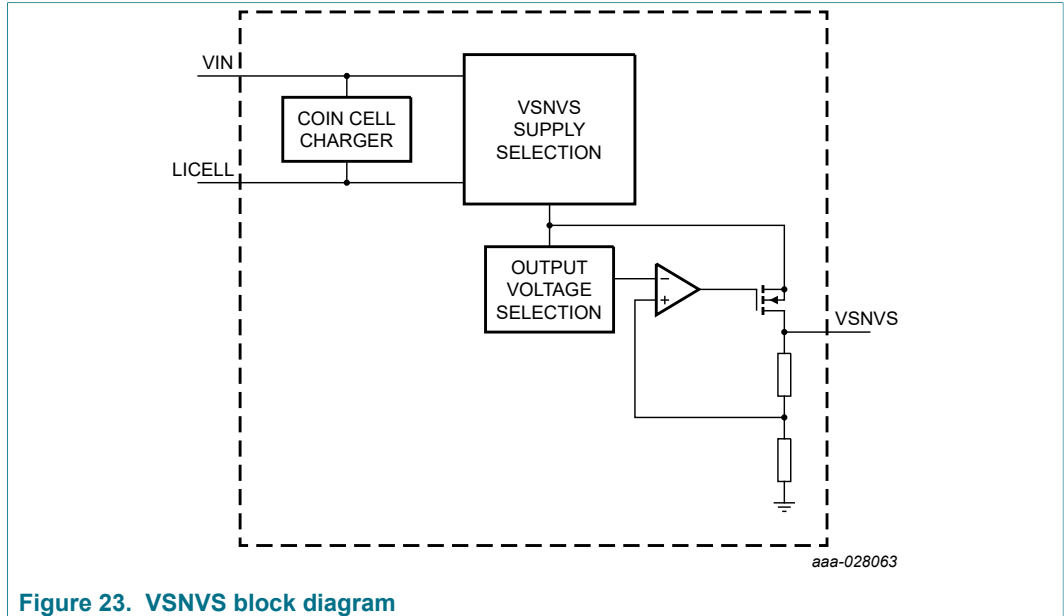 VIN
COIN CELL
CHARGER
LICELL
VSNVS
SUPPLY
SELECTION
OUTPUT
VOLTAGE
SELECTION
−
+
VSNVS
aaa-028063
Figure 23. VSNVS block diagram